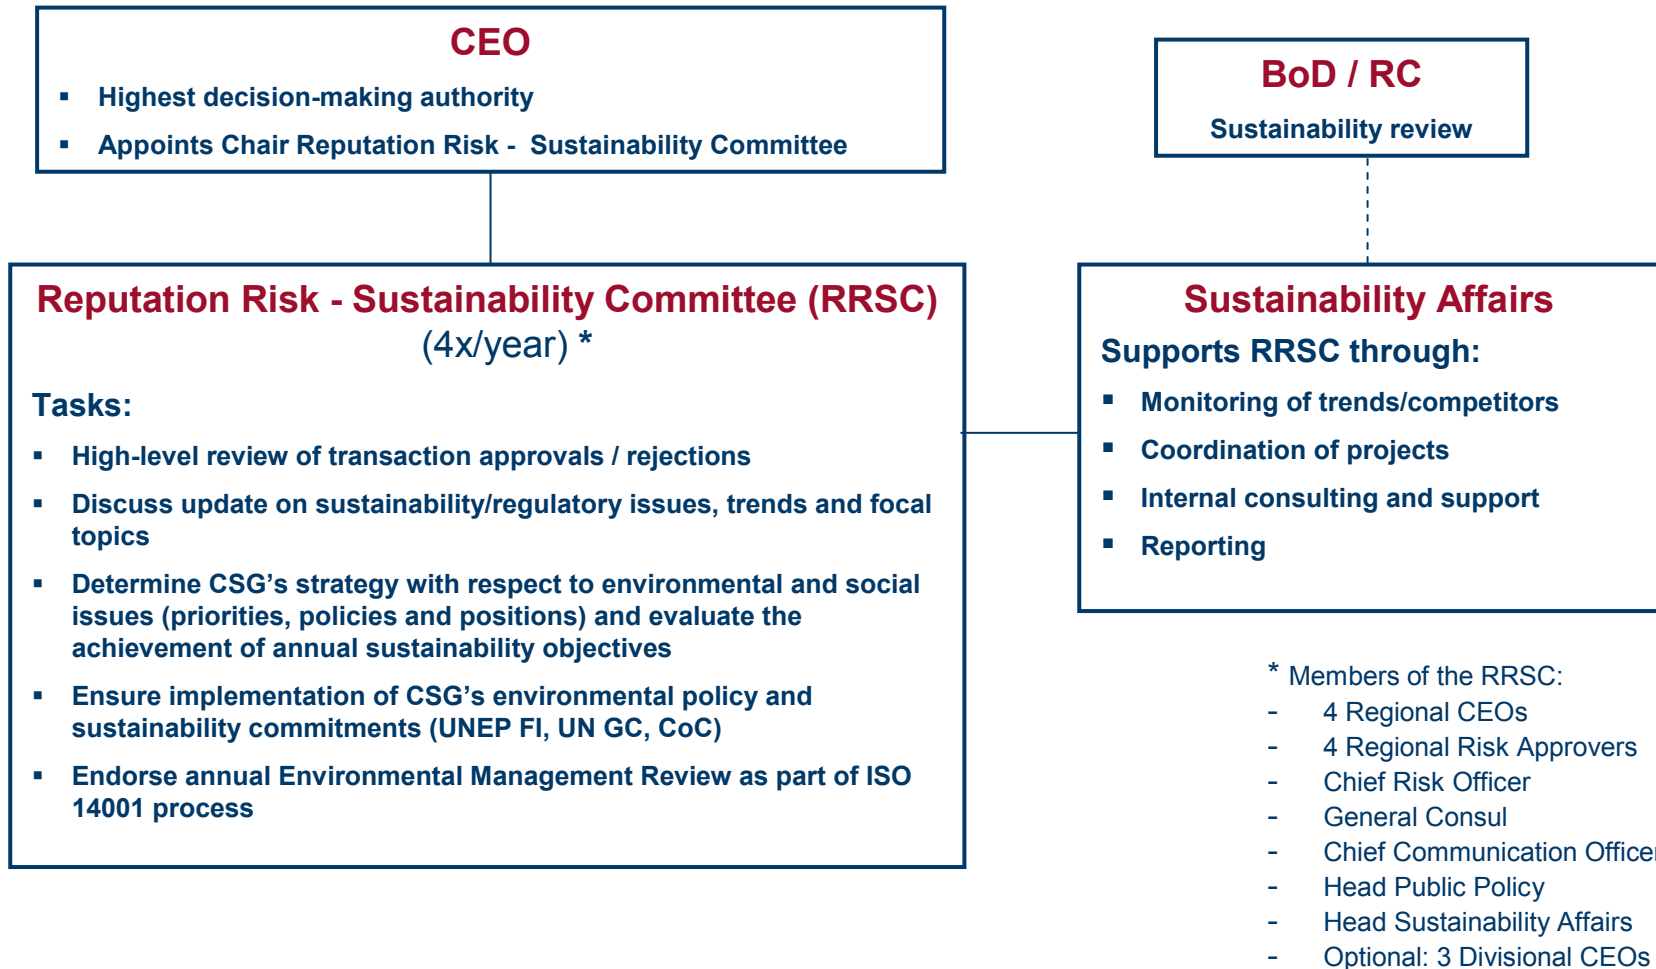 CEO
▪ Highest decision-making authority
▪ Appoints Chair Reputation Risk - Sustainability Committee
BoD / RC
Sustainability review
Reputation Risk - Sustainability Committee (RRSC)
(4x/year) *
Tasks:
▪ High-level review of transaction approvals / rejections
▪ Discuss update on sustainability/regulatory issues, trends and focal
topics
▪ Determine CSG’s strategy with respect to environmental and social
issues (priorities, policies and positions) and evaluate the
achievement of annual sustainability objectives
▪ Ensure implementation of CSG’s environmental policy and
sustainability commitments (UNEP FI, UN GC, CoC)
▪ Endorse annual Environmental Management Review as part of ISO
14001 process
Sustainability Affairs
Supports RRSC through:
▪ Monitoring of trends/competitors
▪ Coordination of projects
▪ Internal consulting and support
▪ Reporting
* Members of the RRSC:
- 4 Regional CEOs
- 4 Regional Risk Approvers
- Chief Risk Officer
- General Consul
- Chief Communication Officer
- Head Public Policy
- Head Sustainability Affairs
- Optional: 3 Divisional CEOs